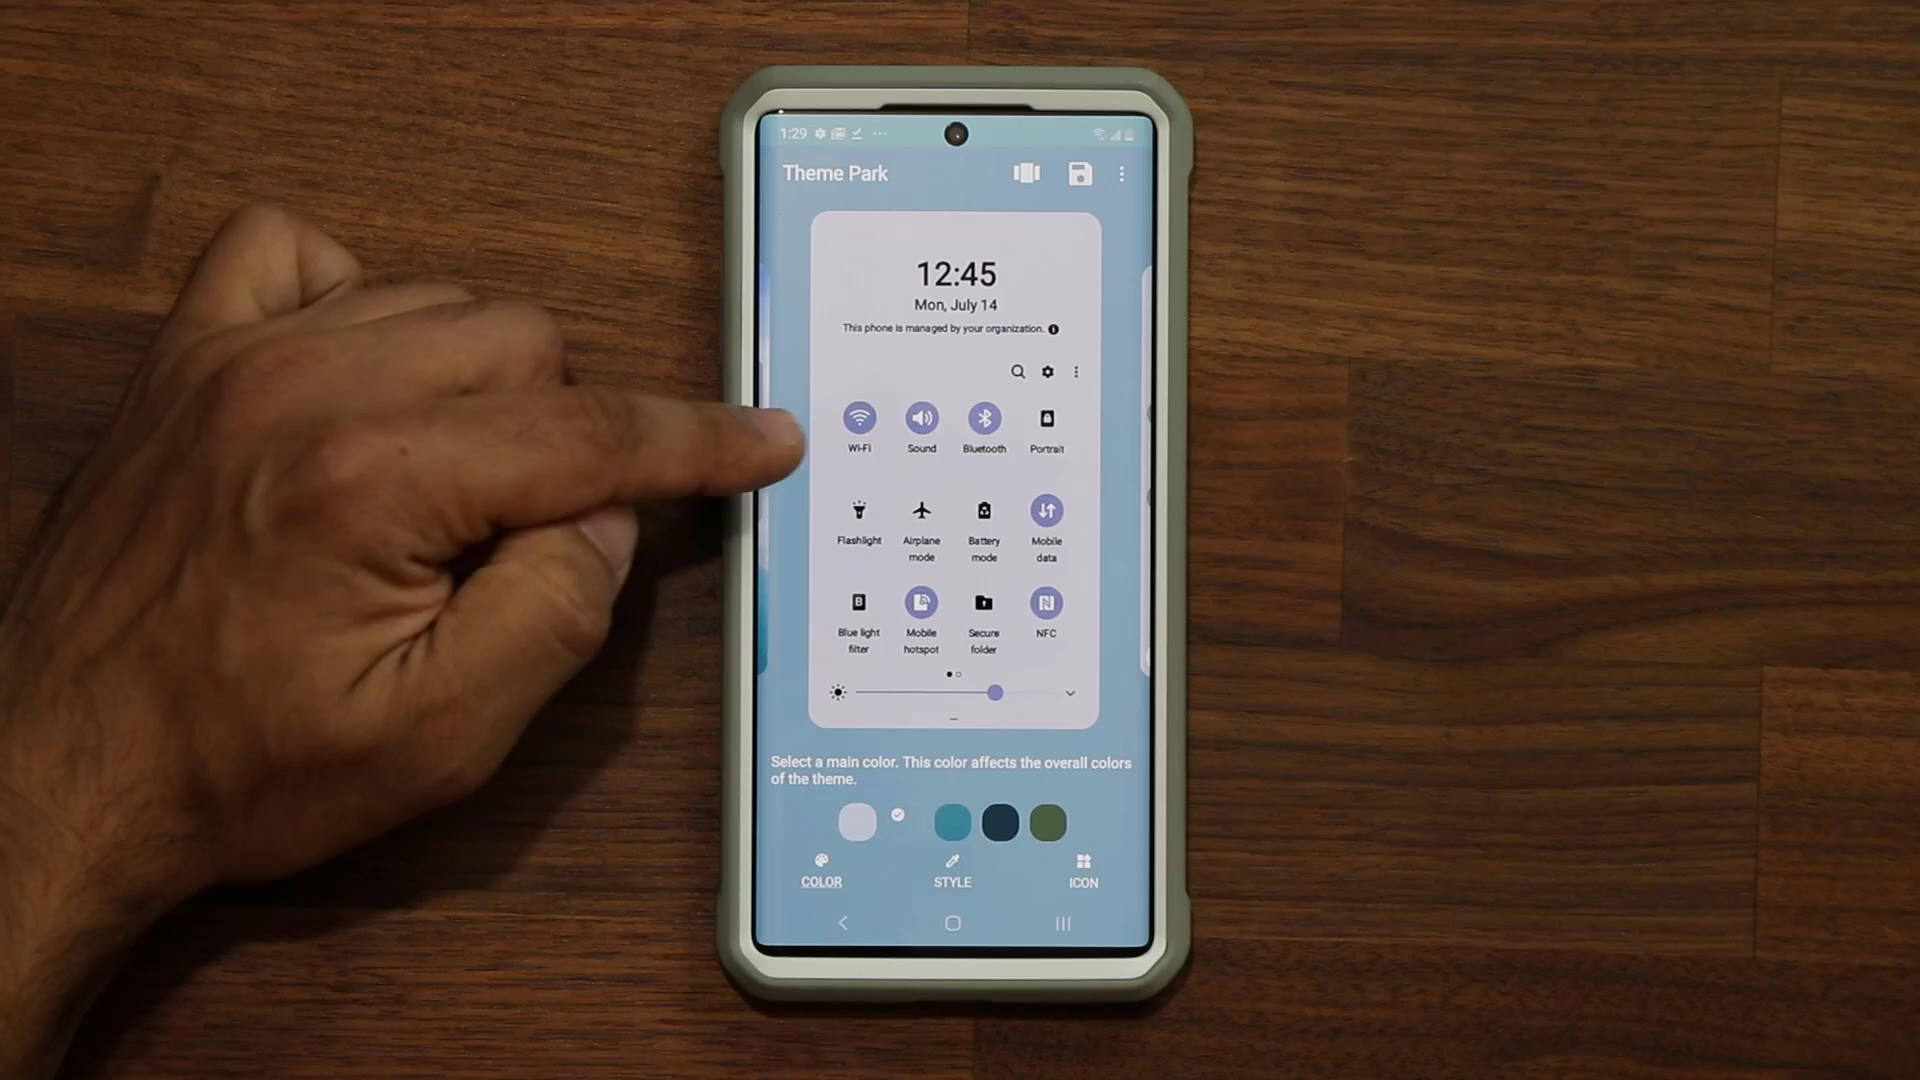 1:29
Theme Park
12:45
Mon, July 14
This phone is managed by your organization.
Wi-Fi Sound Bluetooth Portrait
Flashlight Airplane mode Battery mode Mobile data
Blue light filter Mobile hotspot Secure folder NFC
Select a main color. This color affects the overall colors
of the theme.
COLOR STYLE ICON